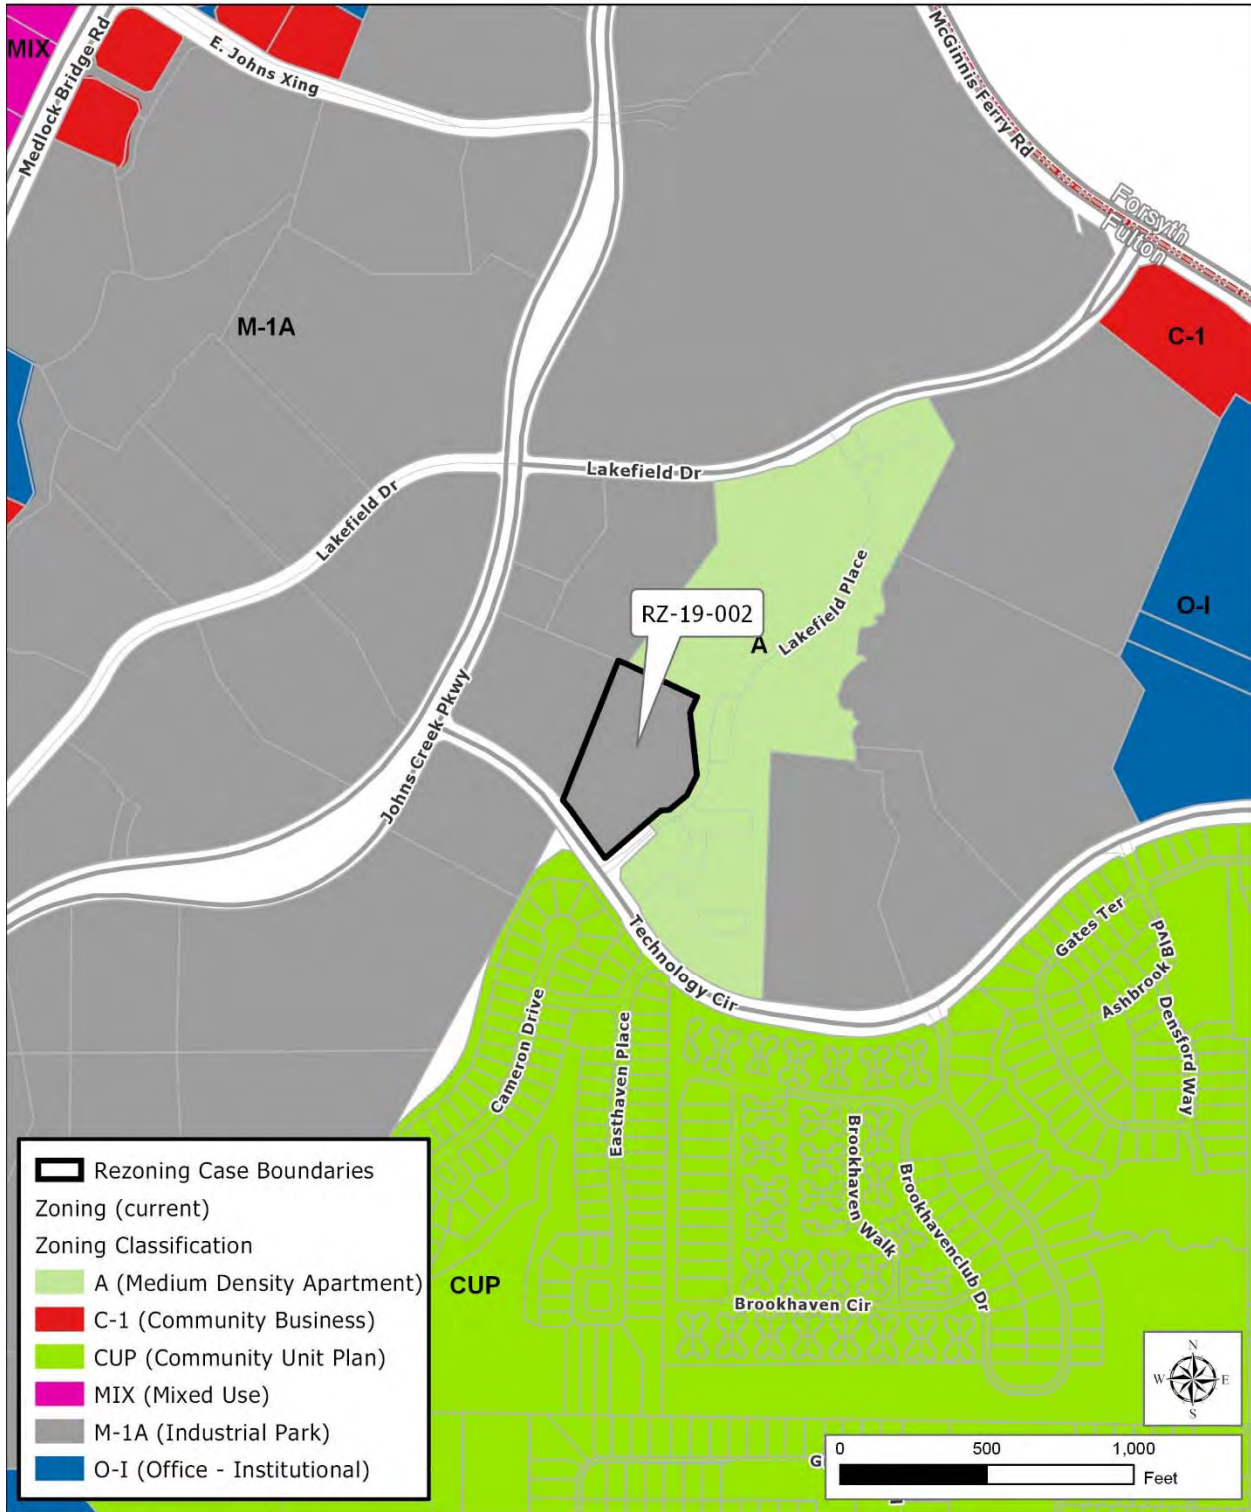 MIX
Medlock Bridge Rd
E. Johns Xing
McGinnis Ferry Rd
Forsyth
Fulton
M-1A
C-1
Lakefield Dr
Lakefield Dr
Lakefield Place
RZ-19-002
A
O-I
Johns Creek Pkwy
Technology Cir
Gates Ter
Ashbrook
Blvd
Densford Way
Cameron Drive
Easthaven Place
Brookhaven Walk
Brookhavenclub Dr
Brookhaven Cir
CUP
Rezoning Case Boundaries
Zoning (current)
Zoning Classification
A (Medium Density Apartment)
C-1 (Community Business)
CUP (Community Unit Plan)
MIX (Mixed Use)
M-1A (Industrial Park)
O-I (Office - Institutional)
N
W E
S
0 500 1,000
Feet